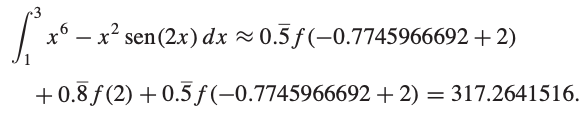 ∫₁³ x⁶ − x² sen(2x) dx ≈ 0.5̅ f(−0.7745966692 + 2)
+ 0.8̅ f(2) + 0.5̅ f(−0.7745966692 + 2) = 317.2641516.